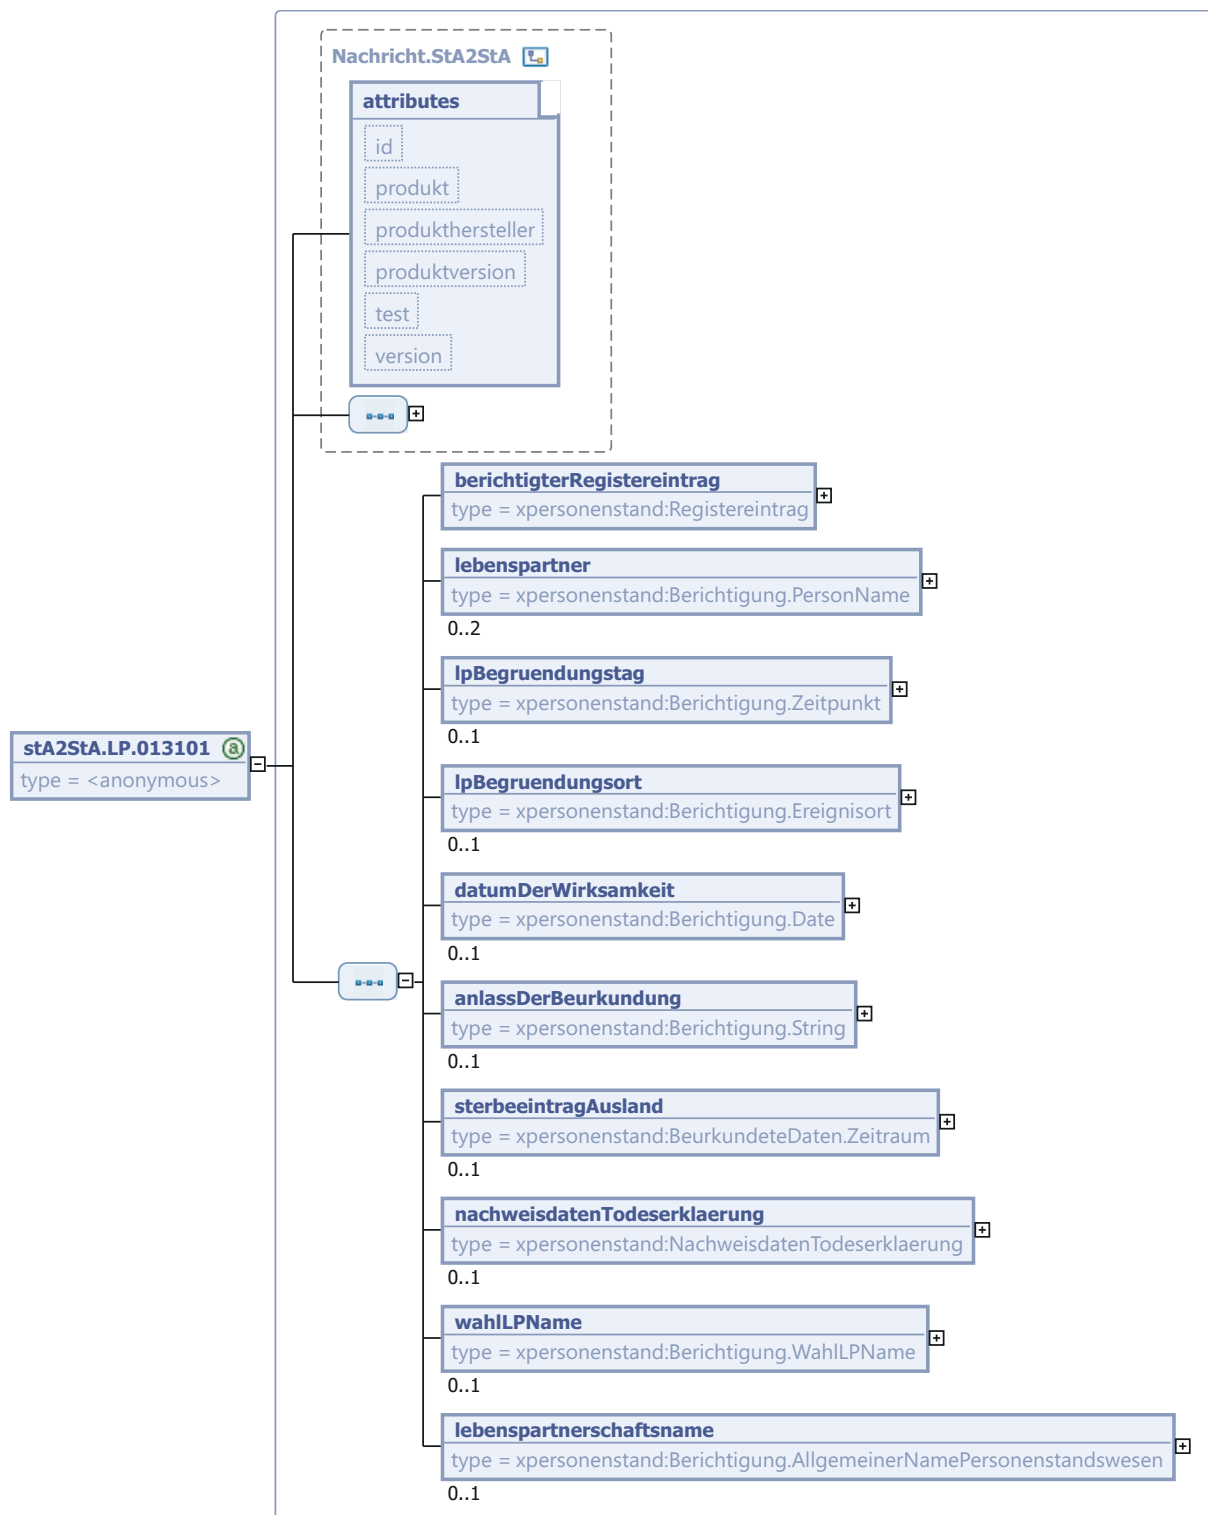 Nachricht.StA2StA
attributes
id
produkt
produkthersteller
produktversion
test
version
berichtigterRegistereintrag
type = xpersonenstand:Registereintrag
lebenspartner
type = xpersonenstand:Berichtigung.PersonName
0..2
lpBegruendungstag
type = xpersonenstand:Berichtigung.Zeitpunkt
0..1
stA2StA.LP.013101 @
type = <anonymous>
lpBegruendungsort
type = xpersonenstand:Berichtigung.Ereignisort
0..1
datumDerWirksamkeit
type = xpersonenstand:Berichtigung.Date
0..1
anlassDerBeurkundung
type = xpersonenstand:Berichtigung.String
0..1
sterbeeintragAusland
type = xpersonenstand:BeurkundeteDaten.Zeitraum
0..1
nachweisdatenTodeserklaerung
type = xpersonenstand:NachweisdatenTodeserklaerung
0..1
wahlLPName
type = xpersonenstand:Berichtigung.WahlLPName
0..1
lebenspartnerschaftsname
type = xpersonenstand:Berichtigung.AllgemeinerNamePersonenstandswesen
0..1